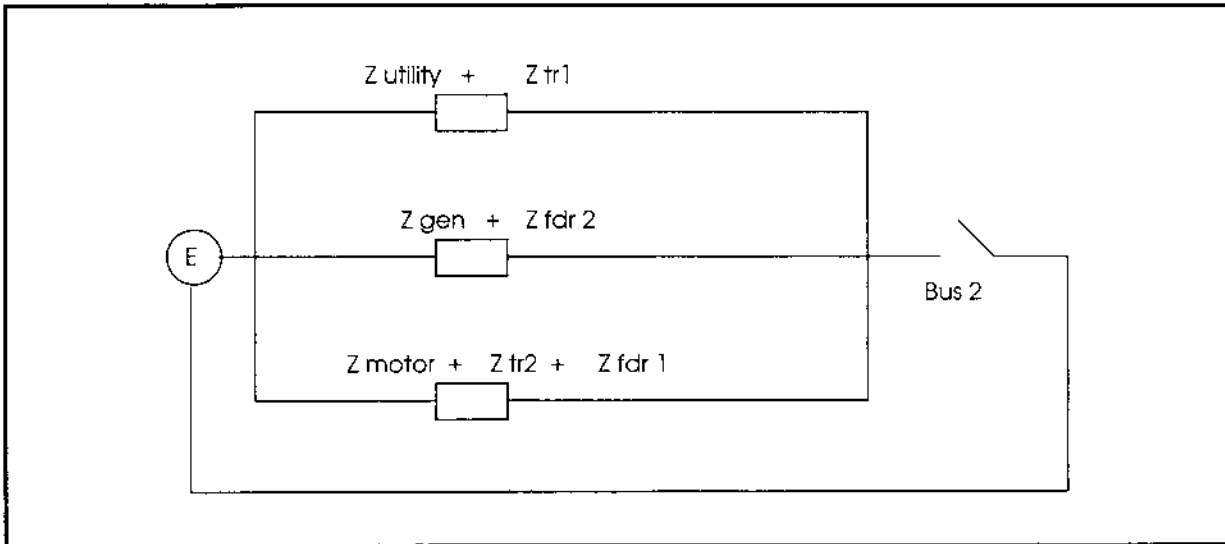 Z utility + Z tr1
Z gen + Z fdr 2
E
Bus 2
Z motor + Z tr2 + Z fdr 1